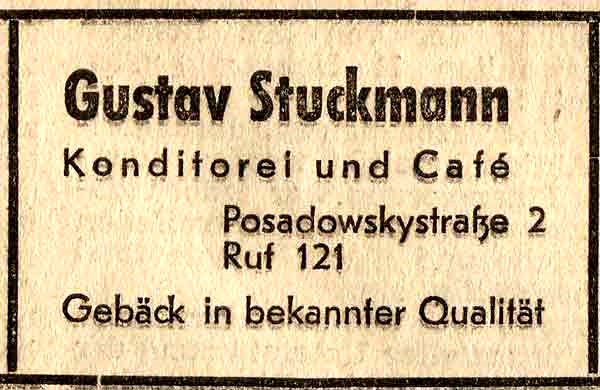 Gustav Stuckmann
Konditorei und Café
Posadowskystraße 2
Ruf 121
Gebäck in bekannter Qualität